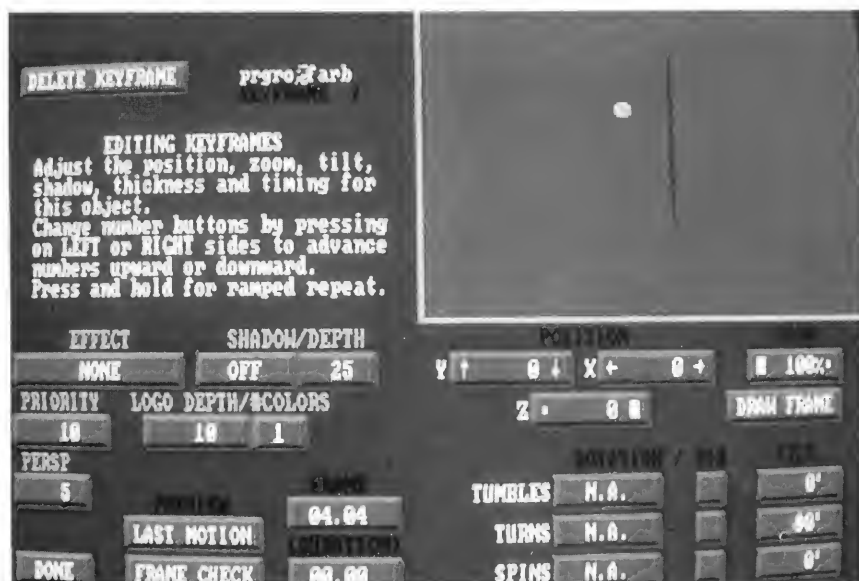 DELETE KEYFRAME
EDITING KEYFRAMES
Adjust the position, zoom, tilt,
shadow, thickness and timing for
this object.
Change number buttons by pressing
on LEFT or RIGHT sides to advance
numbers upward or downward.
Press and hold for ramped repeat.
EFFECT SHADOW/DEPTH
NONE OFF 25
PRIORITY LOGO DEPTH/#COLORS
10 10 1
PERSP
5
04.04
LAST MOTION
DONE FRAME CHECK 00.00
POSITION
Y ↑ 0 ↓ X ← 0 → 100%
Z 0 DRAW FRAME
TUMBLES N.A. 0°
TURNS N.A.
SPINS N.A. 0°